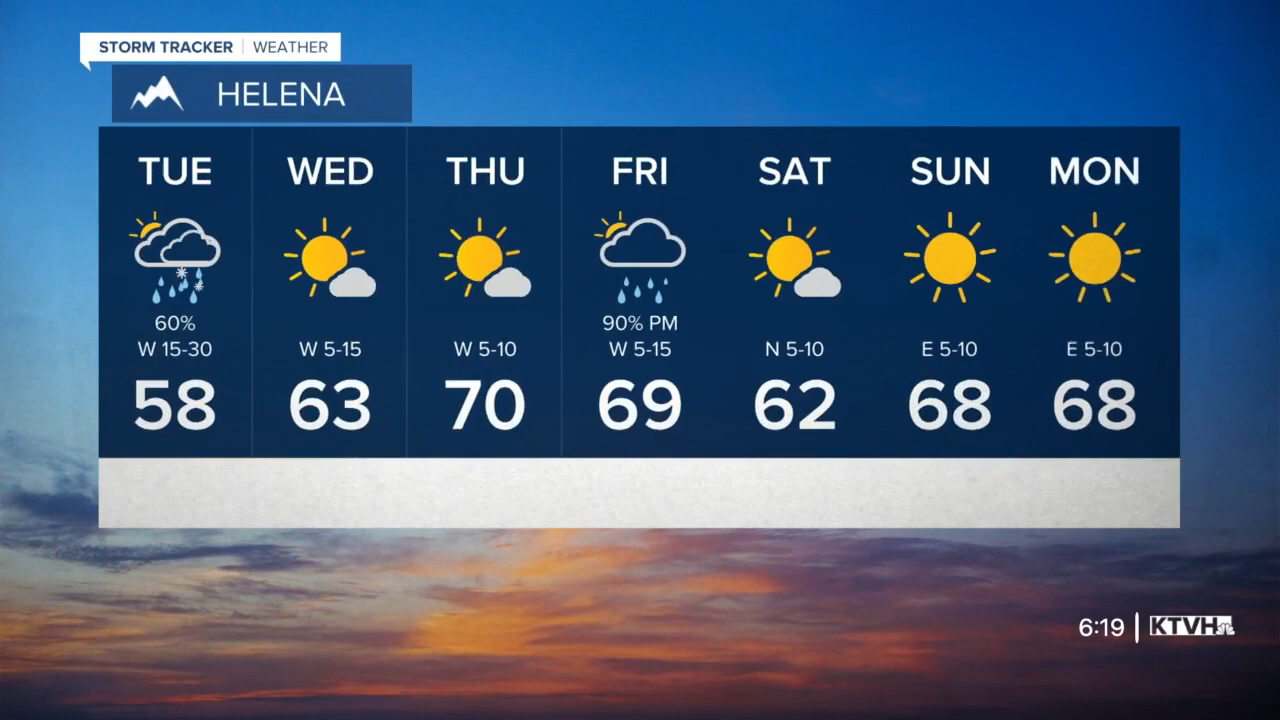 STORM TRACKER | WEATHER
HELENA
TUE WED THU FRI SAT SUN MON
60% 90% PM
W 15-30 W 5-15 W 5-10 W 5-15 N 5-10 E 5-10 E 5-10
58 63 70 69 62 68 68
6:19 | KTVH